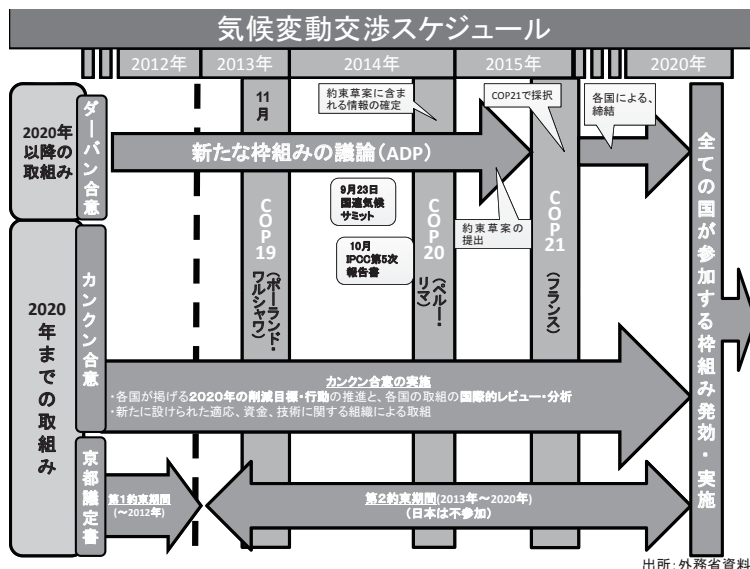 気候変動交渉スケジュール
2012年
2013年
2014年
2015年
2020年
2020年
以降の
取組み
ダーバン合意
11
月
約束草案に含ま
れる情報の確定
COP21で採択
各国による、
締結
新たな枠組みの議論(ADP)
9月23日
国連気候
サミット
10月
IPCC第5次
報告書
約束草案の
提出
COP
19
(ポーランド・
ワルシャワ)
COP
20
(ペルー・
リマ)
COP
21
(フランス)
全ての国が参加する枠組み発効・実施
2020
年までの取組み
カンクン合意
カンクン合意の実施
・各国が掲げる2020年の削減目標・行動の推進と、各国の取組の国際的レビュー・分析
・新たに設けられた適応、資金、技術に関する組織による取組
京都議定書
第1約束期間
(～2012年)
第2約束期間(2013年～2020年)
(日本は不参加)
出所:外務省資料